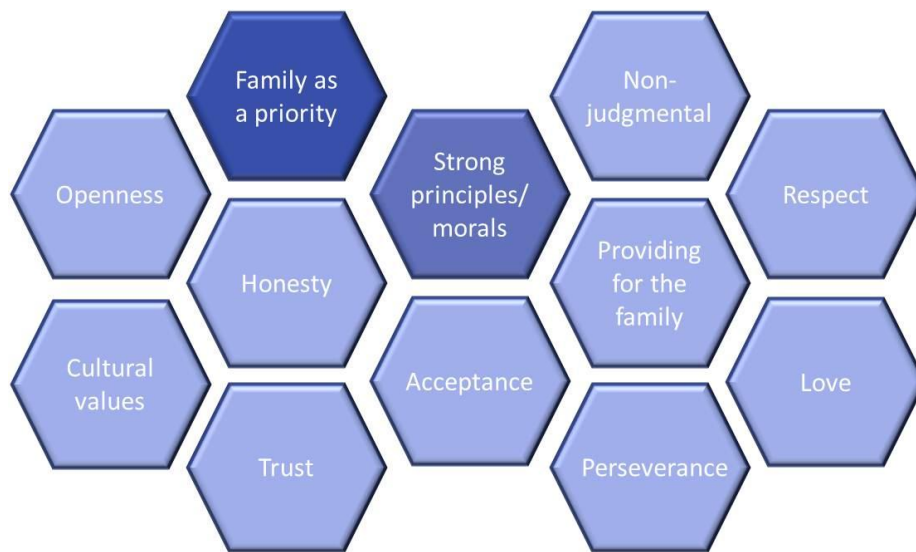 Family as
a priority
Non-
judgmental
Openness
Strong
principles/
morals
Respect
Honesty
Providing
for the
family
Cultural
values
Acceptance
Love
Trust
Perseverance